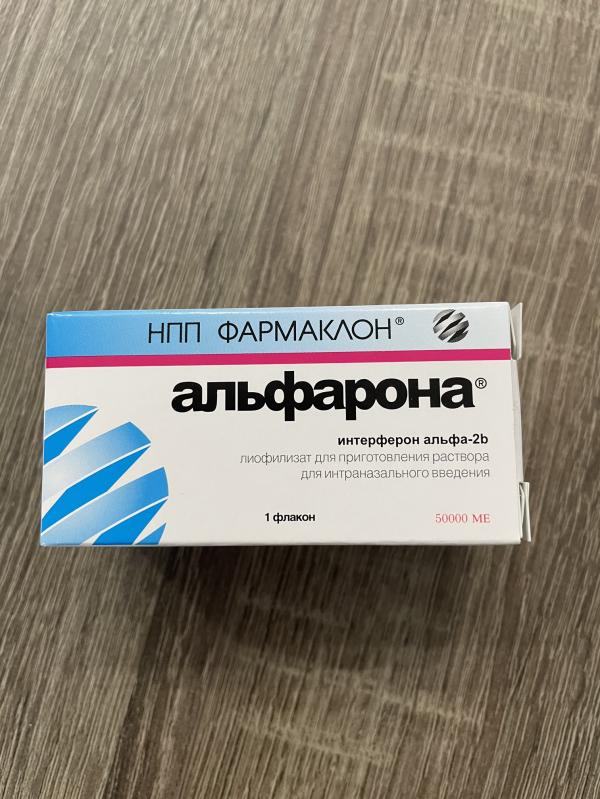 НПП ФАРМАКЛОН®
альфарона®
интерферон альфа-2b
лиофилизат для приготовления раствора
для интраназального введения
1 флакон
50000 МЕ